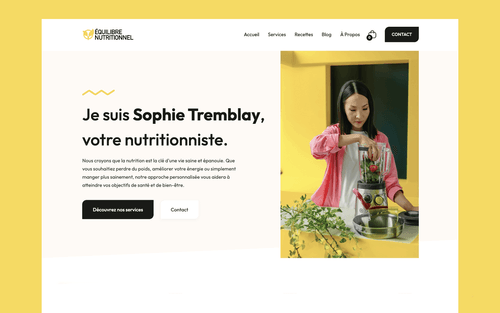 ÉQUILIBRE
NUTRITIONNEL
Accueil Services Recettes Blog À Propos 0 CONTACT
Je suis Sophie Tremblay,
votre nutritionniste.
Nous croyons que la nutrition est la clé d'une vie saine et épanouie. Que
vous souhaitiez perdre du poids, améliorer votre énergie ou simplement
manger plus sainement, notre approche personnalisée vous aidera à
atteindre vos objectifs de santé et de bien-être.
Découvrez nos services Contact